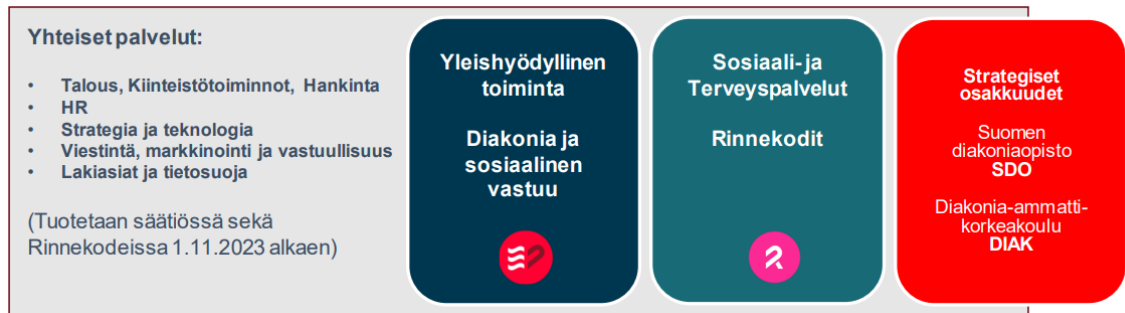 Yhteiset palvelut:
• Talous, Kiinteistötoiminnot, Hankinta
• HR
• Strategia ja teknologia
• Viestintä, markkinointi ja vastuullisuus
• Lakiasiat ja tietosuoja
(Tuotetaan säätiössä sekä
Rinnekodeissa 1.11.2023 alkaen)
Yleishyödyllinen
toiminta
Diakonia ja
sosiaalinen
vastuu
Sosiaali- ja
Terveyspalvelut
Rinnekodit
Strategiset
osakkuudet
Suomen
diakoniaopisto
SDO
Diakonia-ammatti-
korkeakoulu
DIAK